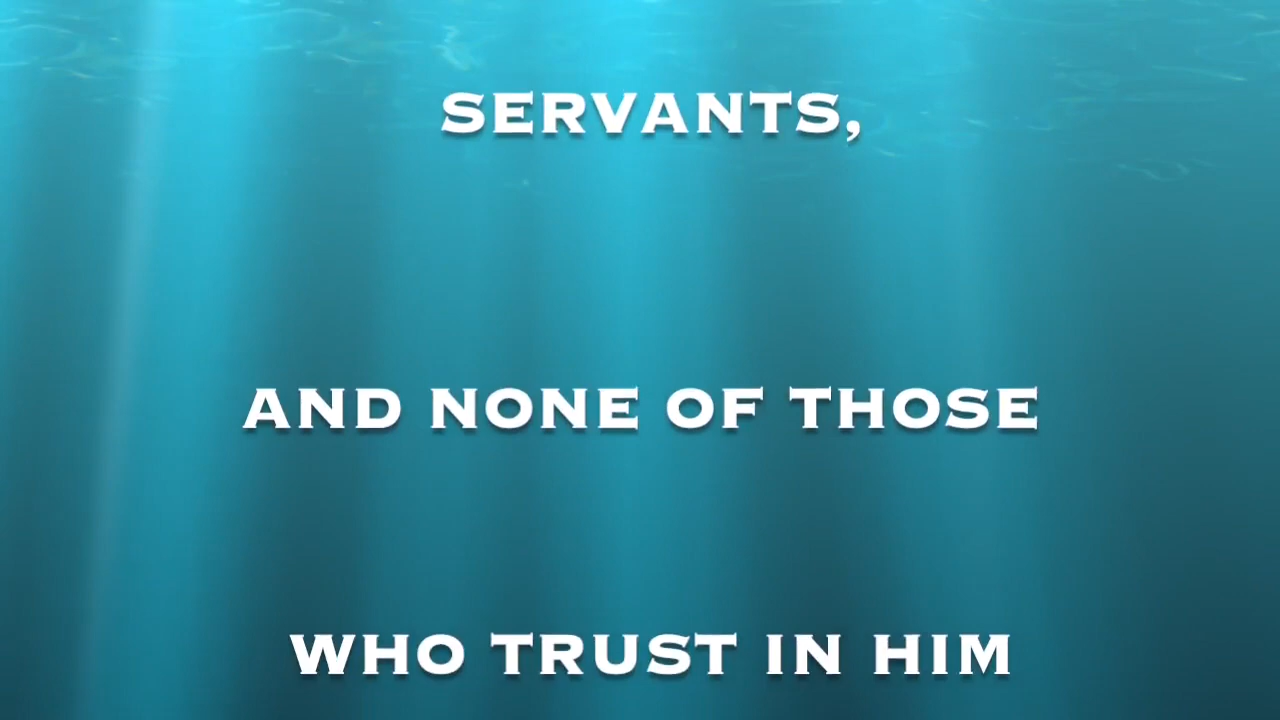 SERVANTS,
AND NONE OF THOSE
WHO TRUST IN HIM